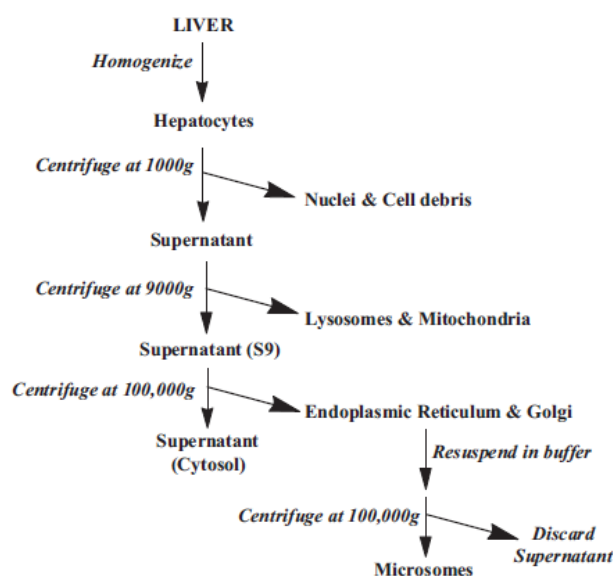 LIVER
Homogenize
Hepatocytes
Centrifuge at 1000g
Nuclei & Cell debris
Supernatant
Centrifuge at 9000g
Lysosomes & Mitochondria
Supernatant (S9)
Centrifuge at 100,000g
Endoplasmic Reticulum & Golgi
Supernatant
(Cytosol)
Resuspend in buffer
Centrifuge at 100,000g
Discard
Supernatant
Microsomes